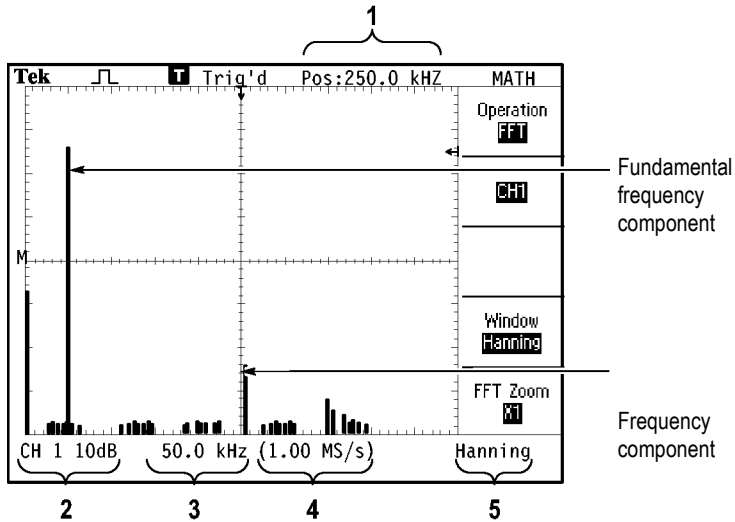 1
Tek T Trig'd Pos:250.0 kHZ MATH
Operation
FFT
Fundamental
frequency
component
CH1
M
Window
Hanning
FFT Zoom
X1
Frequency
component
CH 1 10dB 50.0 kHz (1.00 MS/s) Hanning
2 3 4 5